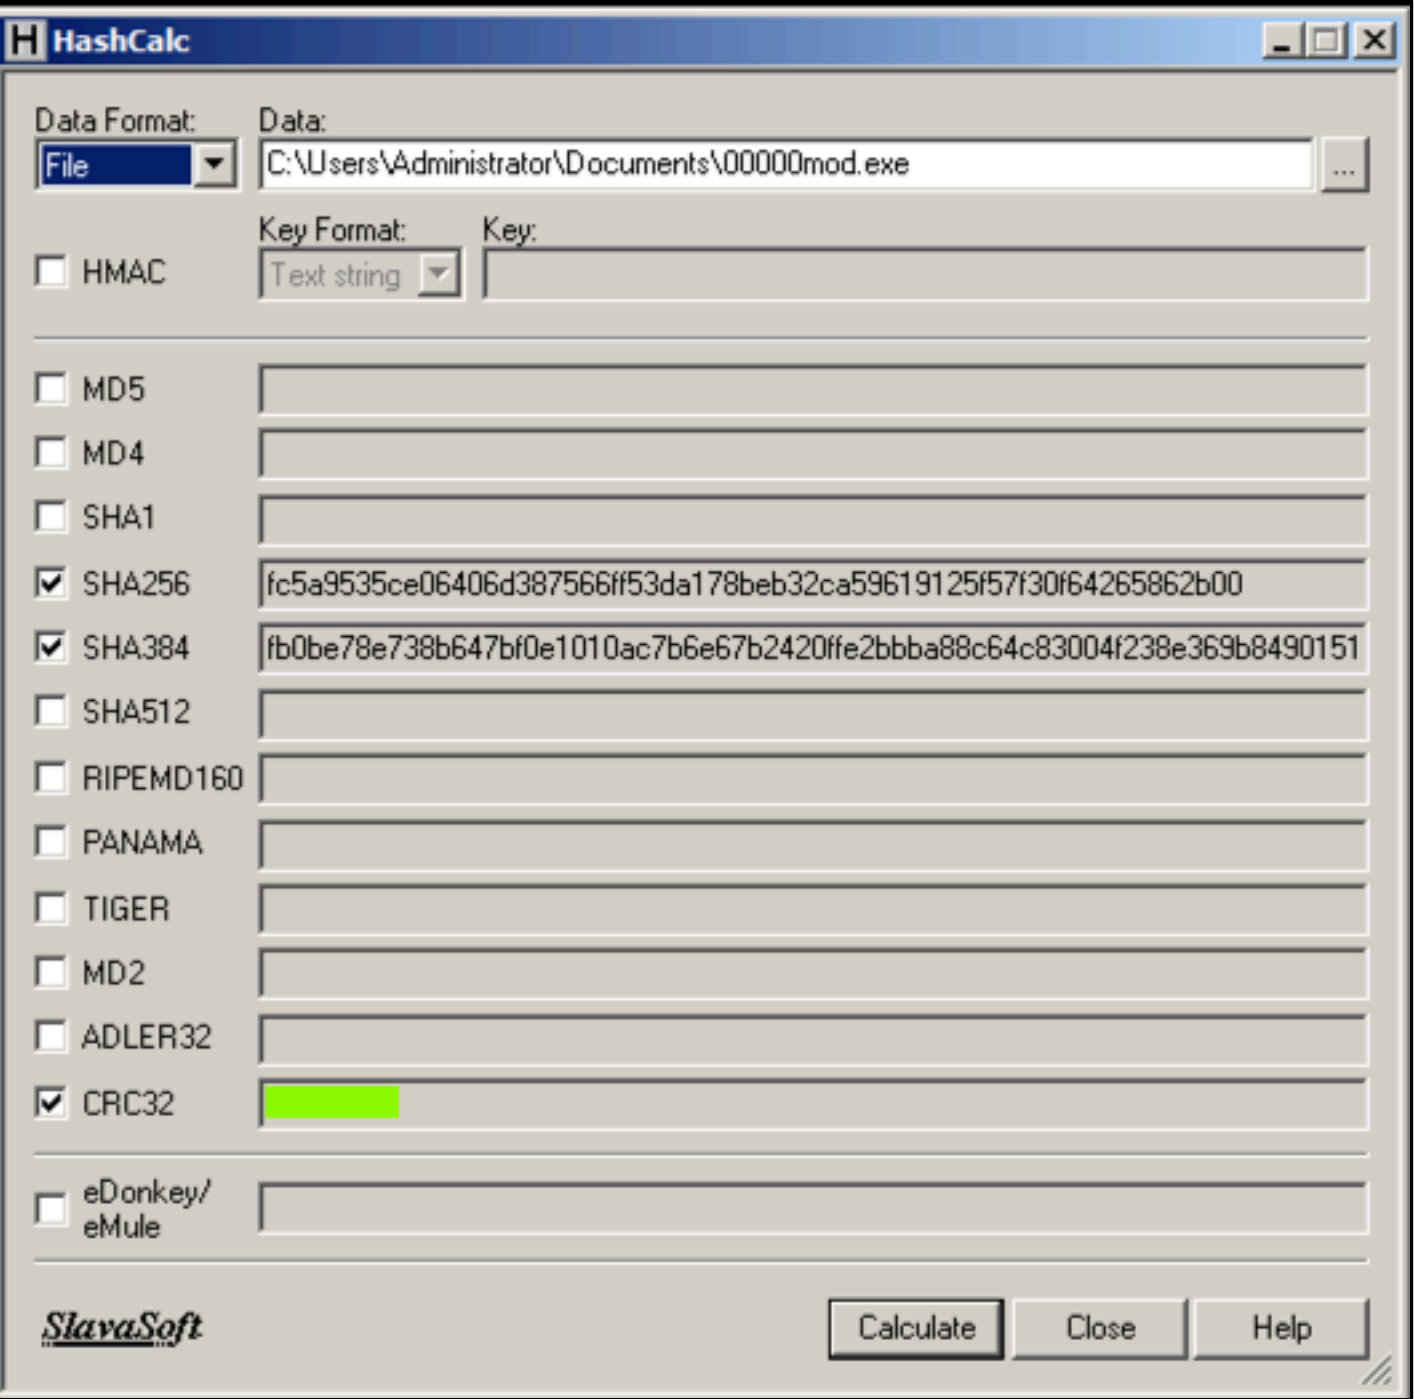 H HashCalc
Data Format: Data:
File C:\Users\Administrator\Documents\00000mod.exe ...
Key Format: Key:
HMAC Text string
MD5
MD4
SHA1
SHA256 fc5a9535ce06406d387566ff53da178beb32ca59619125f57f30f64265862b00
SHA384 fb0be78e738b647bf0e1010ac7b6e67b2420ffe2bbba88c64c83004f238e369b8490151
SHA512
RIPEMD160
PANAMA
TIGER
MD2
ADLER32
CRC32
eDonkey/
eMule
SlavaSoft Calculate Close Help